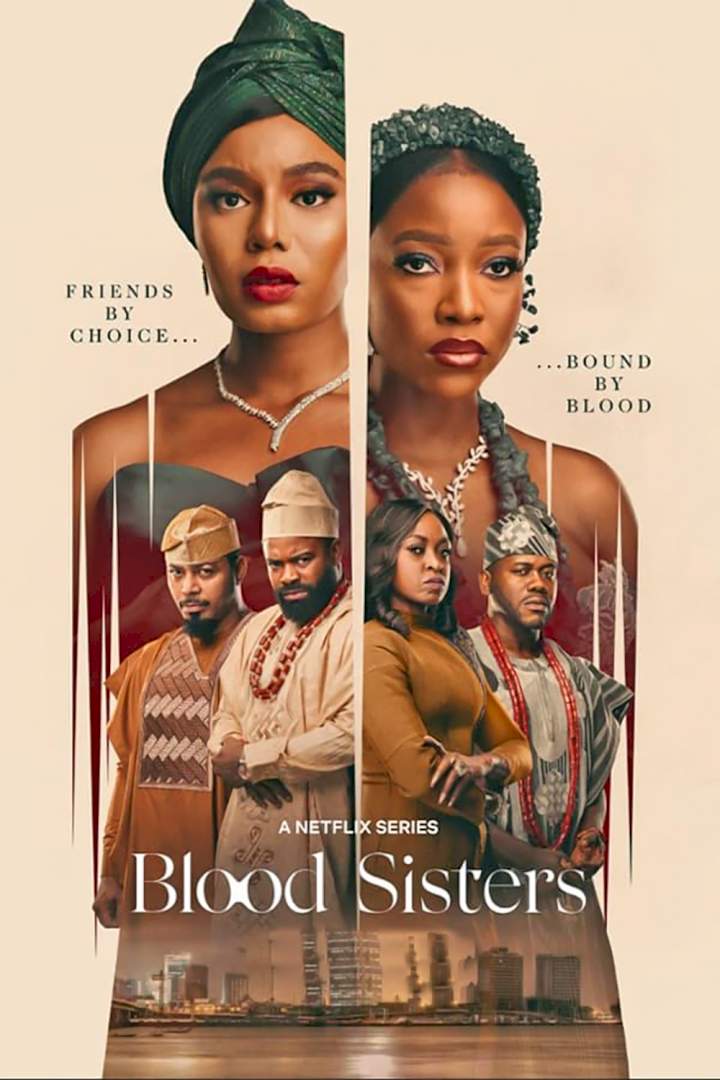 FRIENDS
BY
CHOICE...
...BOUND
BY
BLOOD
A NETFLIX SERIES
Blood Sisters